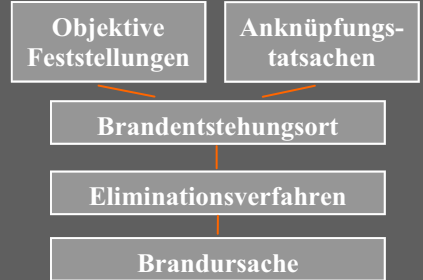 Objektive
Feststellungen
Anknüpfungs-
tatsachen
Brandentstehungsort
Eliminationsverfahren
Brandursache